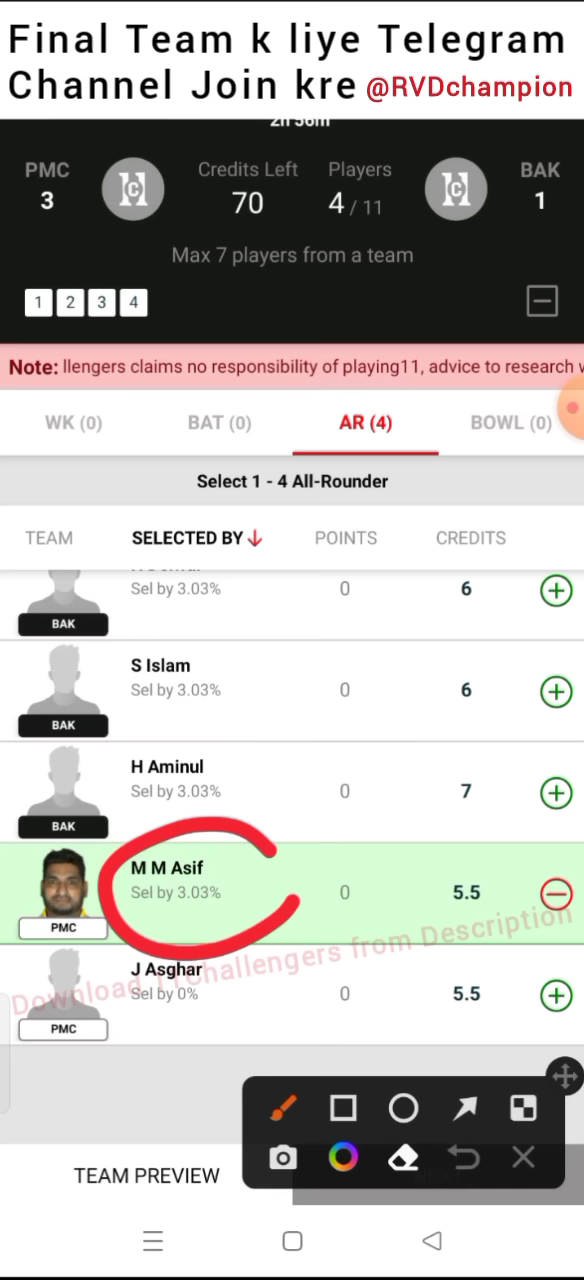 Final Team k liye Telegram
Channel Join kre @RVDchampion
2h 56m
PMC Credits Left Players BAK
3 70 4 / 11 1
Max 7 players from a team
1 2 3 4
Note: llengers claims no responsibility of playing11, advice to research
WK (0) BAT (0) AR (4) BOWL (0)
Select 1 - 4 All-Rounder
TEAM SELECTED BY POINTS CREDITS
Sel by 3.03% 0 6
BAK
S Islam
Sel by 3.03% 0 6
BAK
H Aminul
Sel by 3.03% 0 7
BAK
M M Asif
Sel by 3.03% 0 5.5
PMC
Download 11Challengers from Description
J Asghar
Sel by 0% 0 5.5
PMC
TEAM PREVIEW